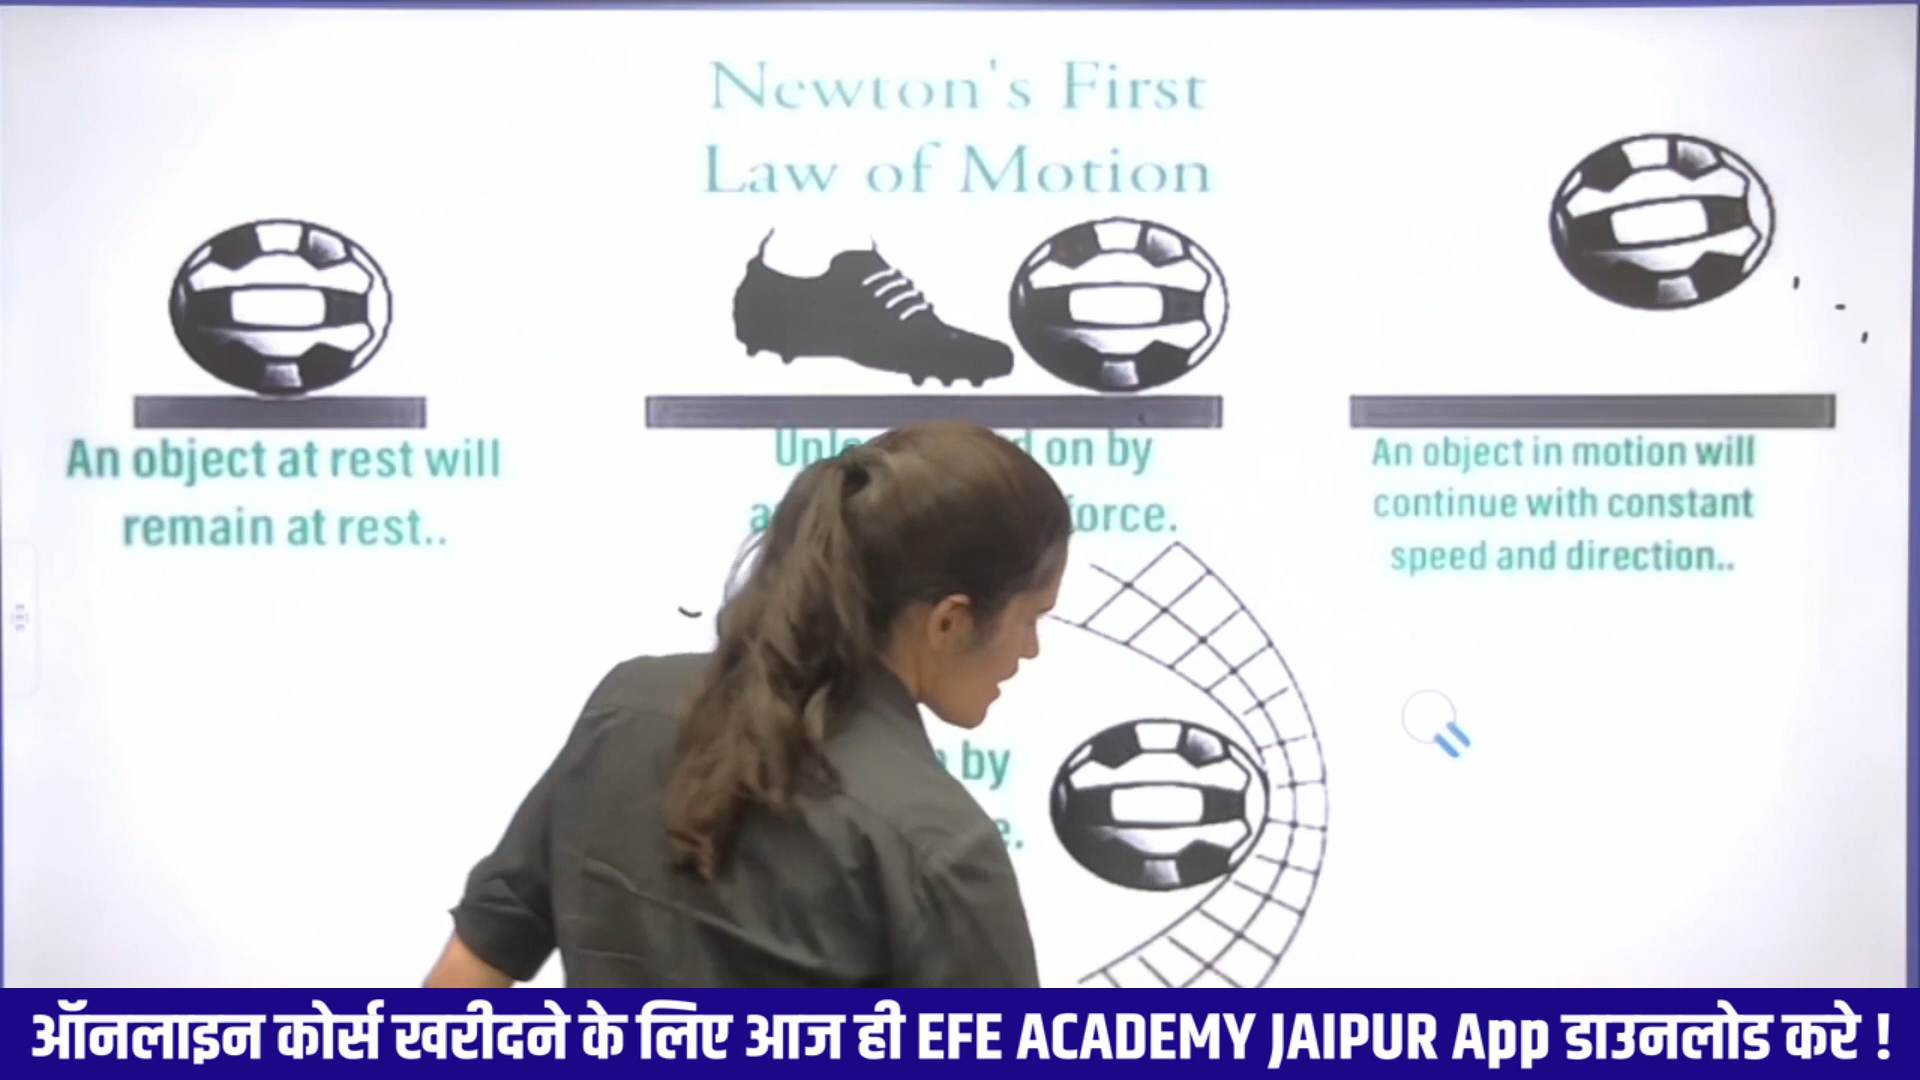 Newton's First
Law of Motion
An object at rest will
remain at rest..
on by
force.
An object in motion will
continue with constant
speed and direction..
by
ऑनलाइन कोर्स खरीदने के लिए आज ही EFE ACADEMY JAIPUR App डाउनलोड करे !